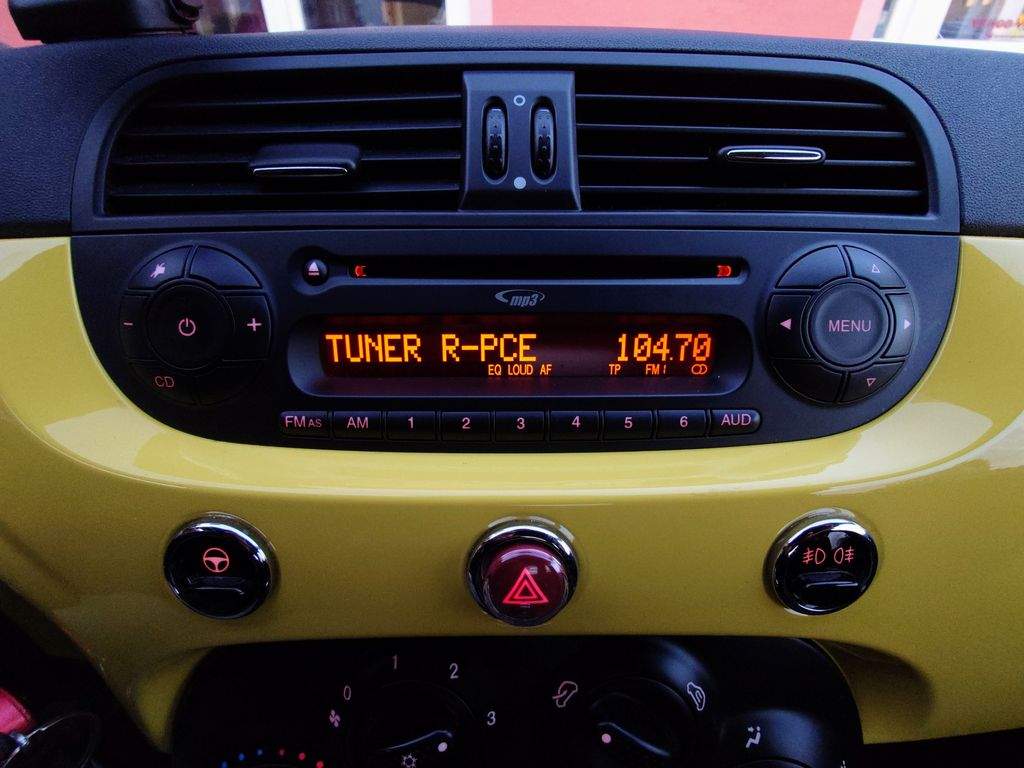 mp3
TUNER R-PCE 104.70
EQ LOUD AF TP FM1
MENU
CD
FM AS AM 1 2 3 4 5 6 AUD
0 1 2 3